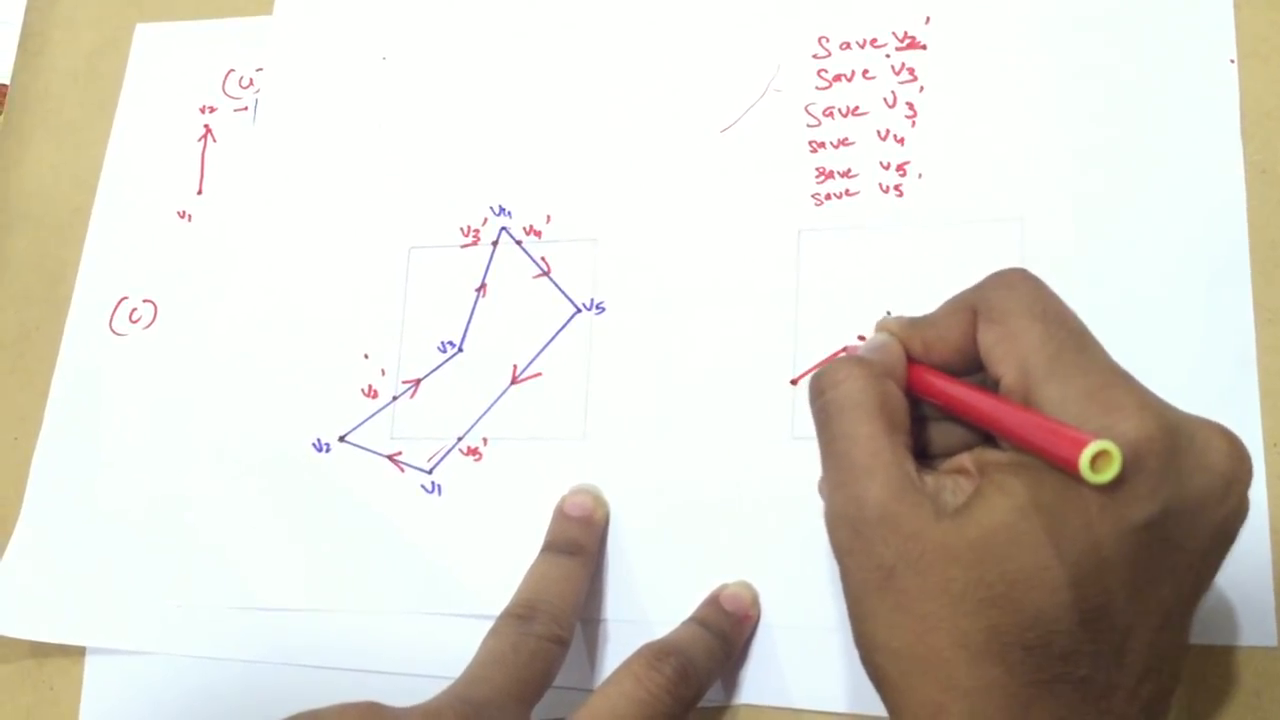 Save V2'
Save V3
Save V3'
save V4'
save V5
save V5
V2
V1
(C)
V4
V3'
V4'
V5
V3
V2'
V2
V5'
V1